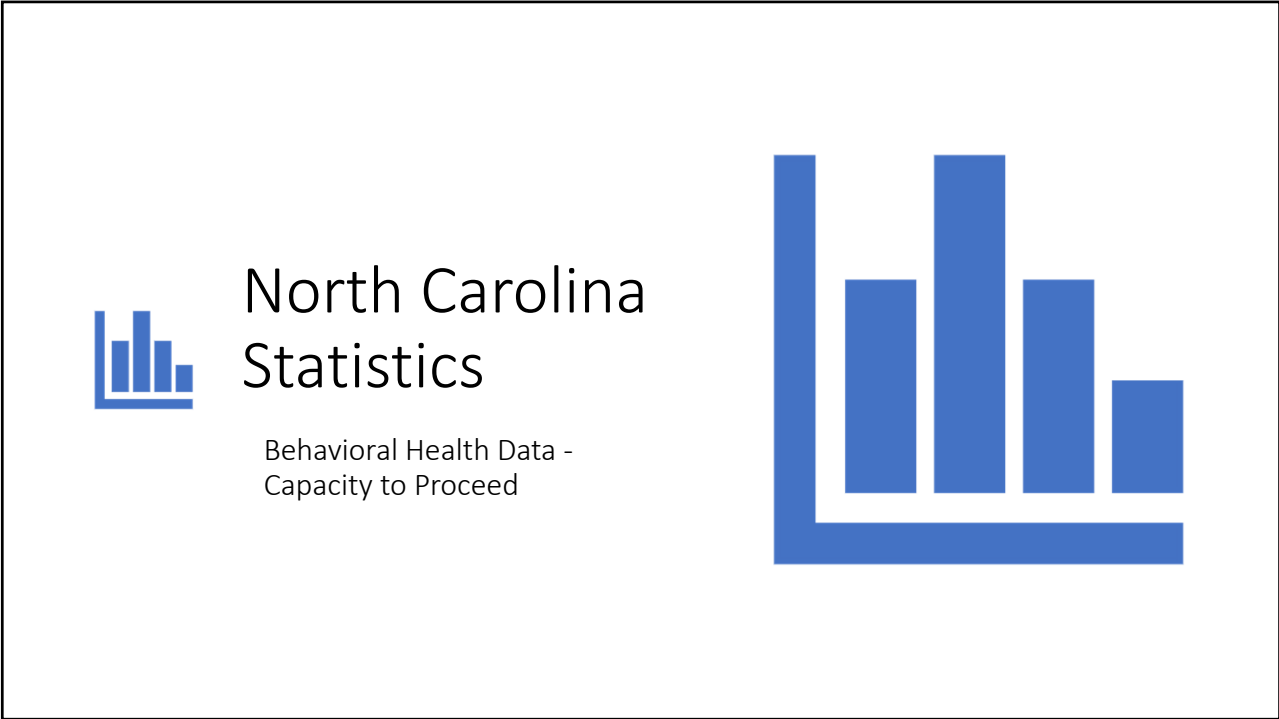 North Carolina
Statistics
Behavioral Health Data -
Capacity to Proceed